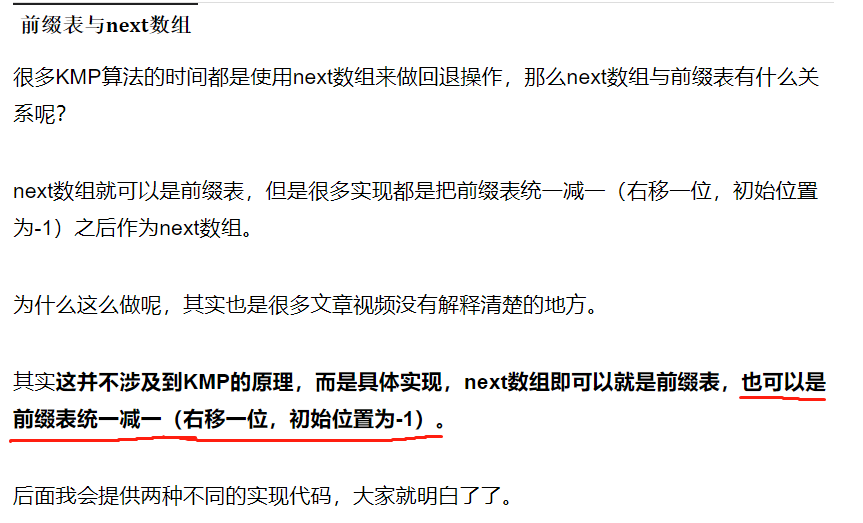 前缀表与next数组
很多KMP算法的时间都是使用next数组来做回退操作，那么next数组与前缀表有什么关
系呢？
next数组就可以是前缀表，但是很多实现都是把前缀表统一减一（右移一位，初始位置
为-1）之后作为next数组。
为什么这么做呢，其实也是很多文章视频没有解释清楚的地方。
其实这并不涉及到KMP的原理，而是具体实现，next数组即可以就是前缀表，也可以是
前缀表统一减一（右移一位，初始位置为-1）。
后面我会提供两种不同的实现代码，大家就明白了了。